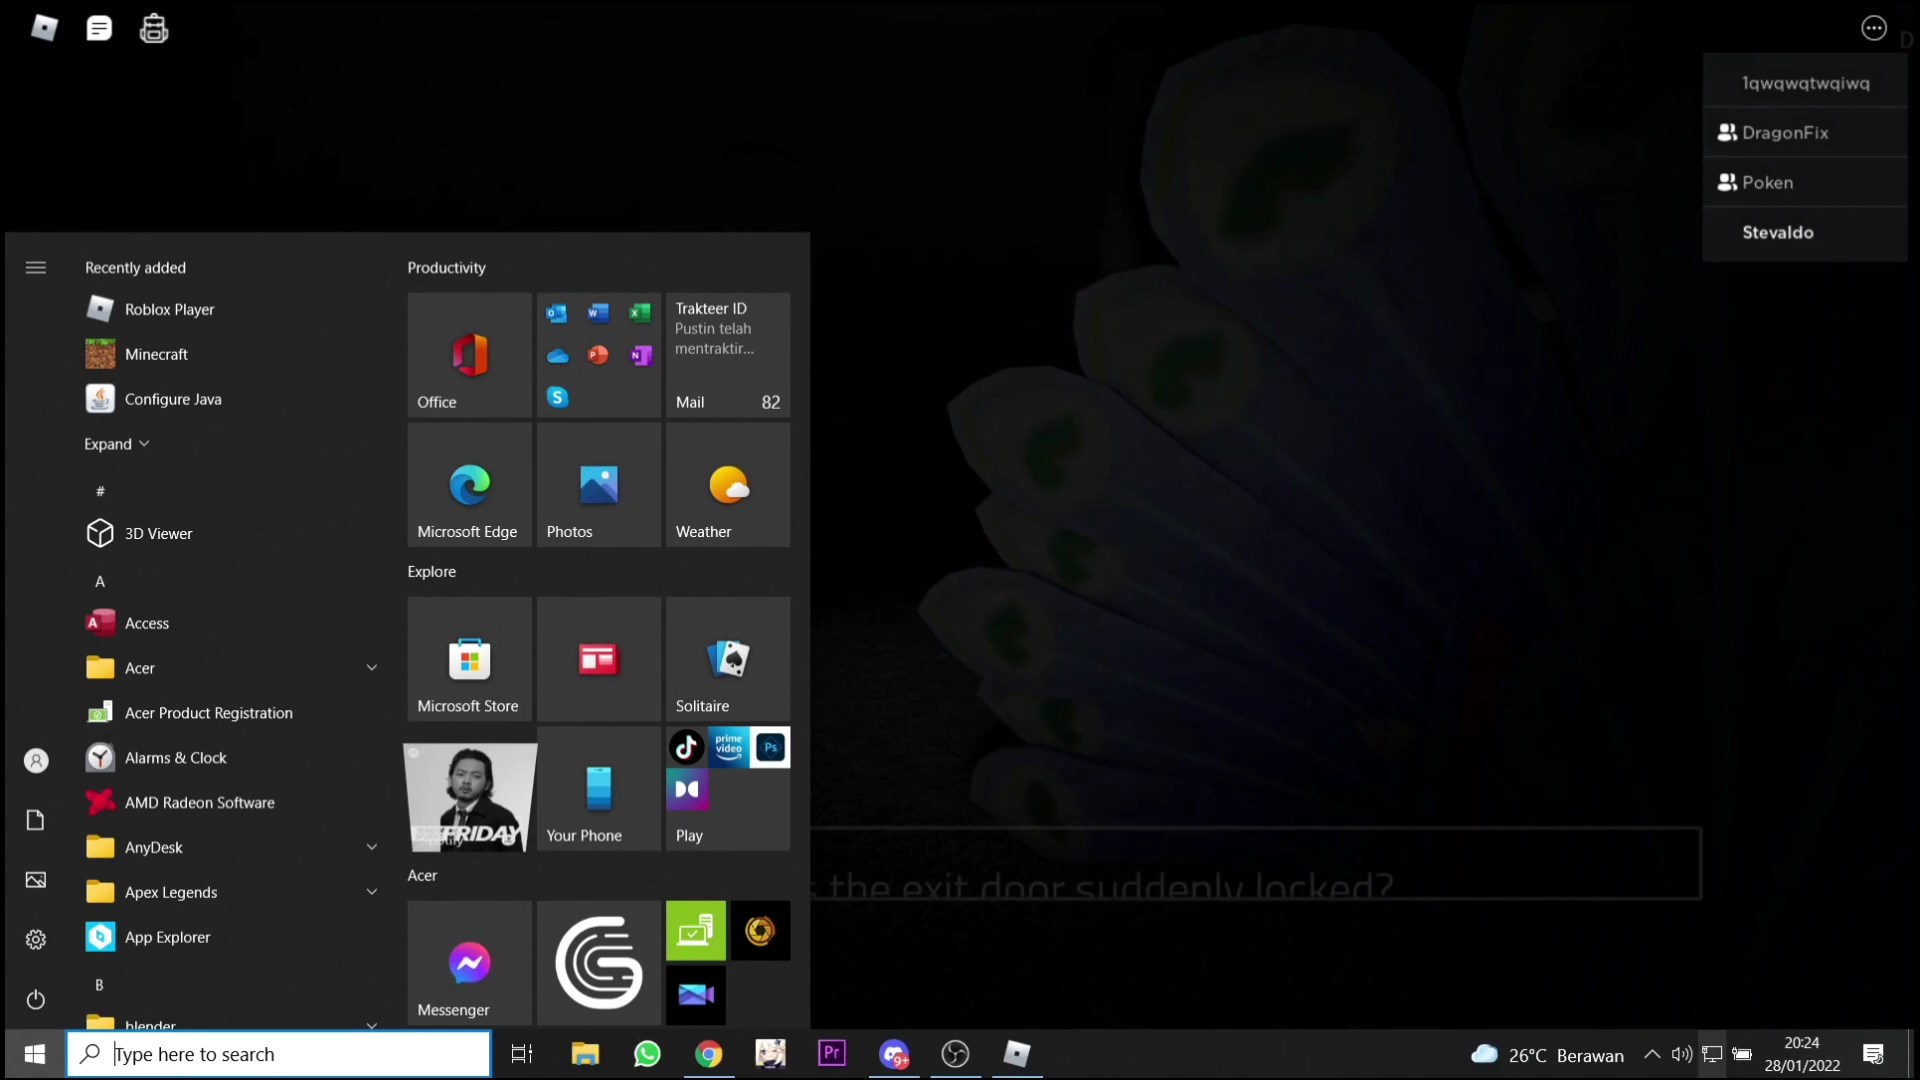 1qwqwqtwqiwq
DragonFix
Poken
Stevaldo
Recently added
Roblox Player
Minecraft
Configure Java
Expand
#
3D Viewer
A
Access
Acer
Acer Product Registration
Alarms & Clock
AMD Radeon Software
AnyDesk
Apex Legends
App Explorer
B
blender
Productivity
Office
Trakteer ID
Pustin telah
mentraktir...
Mail 82
Microsoft Edge
Photos
Weather
Explore
Microsoft Store
Solitaire
FRIDAY
Spotify
Your Phone
prime
video
Ps
Play
Acer
Messenger
s the exit door suddenly locked?
Type here to search
Pr
9+
26°C Berawan
20:24
28/01/2022
D